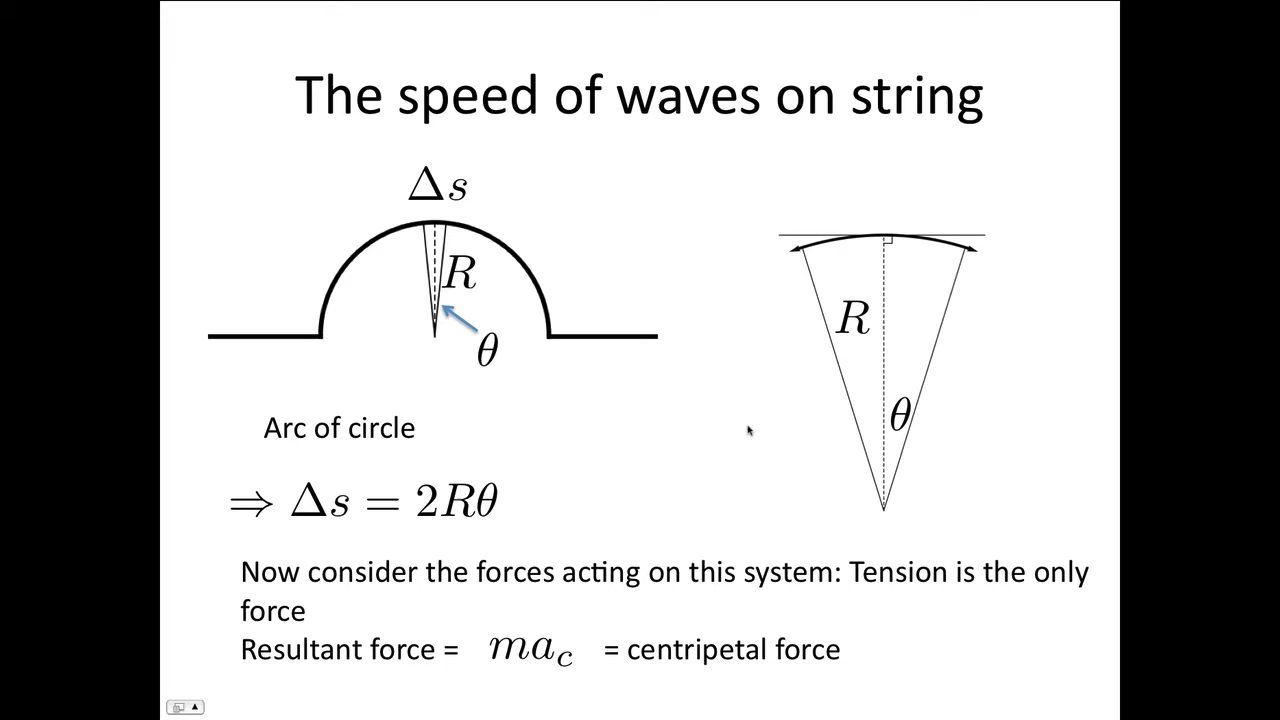 The speed of waves on string
Δs
R
θ
R
θ
Arc of circle
⇒ Δs = 2Rθ
Now consider the forces acting on this system: Tension is the only
force
Resultant force = ma_c = centripetal force